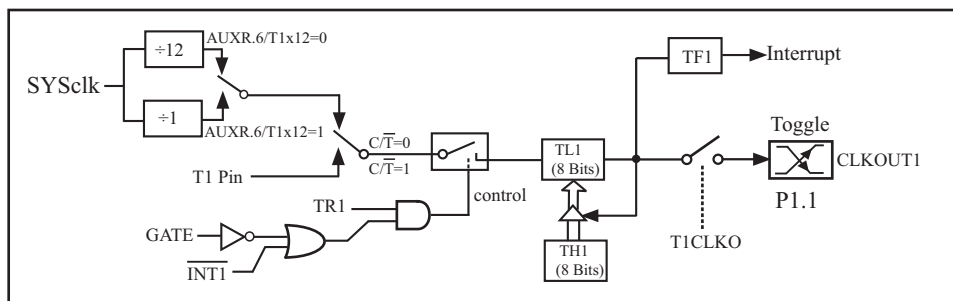 AUXR.6/T1x12=0
÷12
SYSclk
÷1
AUXR.6/T1x12=1
T1 Pin
C/T̅=0
C/T̅=1
TR1
control
GATE
I̅N̅T̅1̅
TL1
(8 Bits)
TH1
(8 Bits)
TF1
Interrupt
Toggle
CLKOUT1
P1.1
T1CLKO